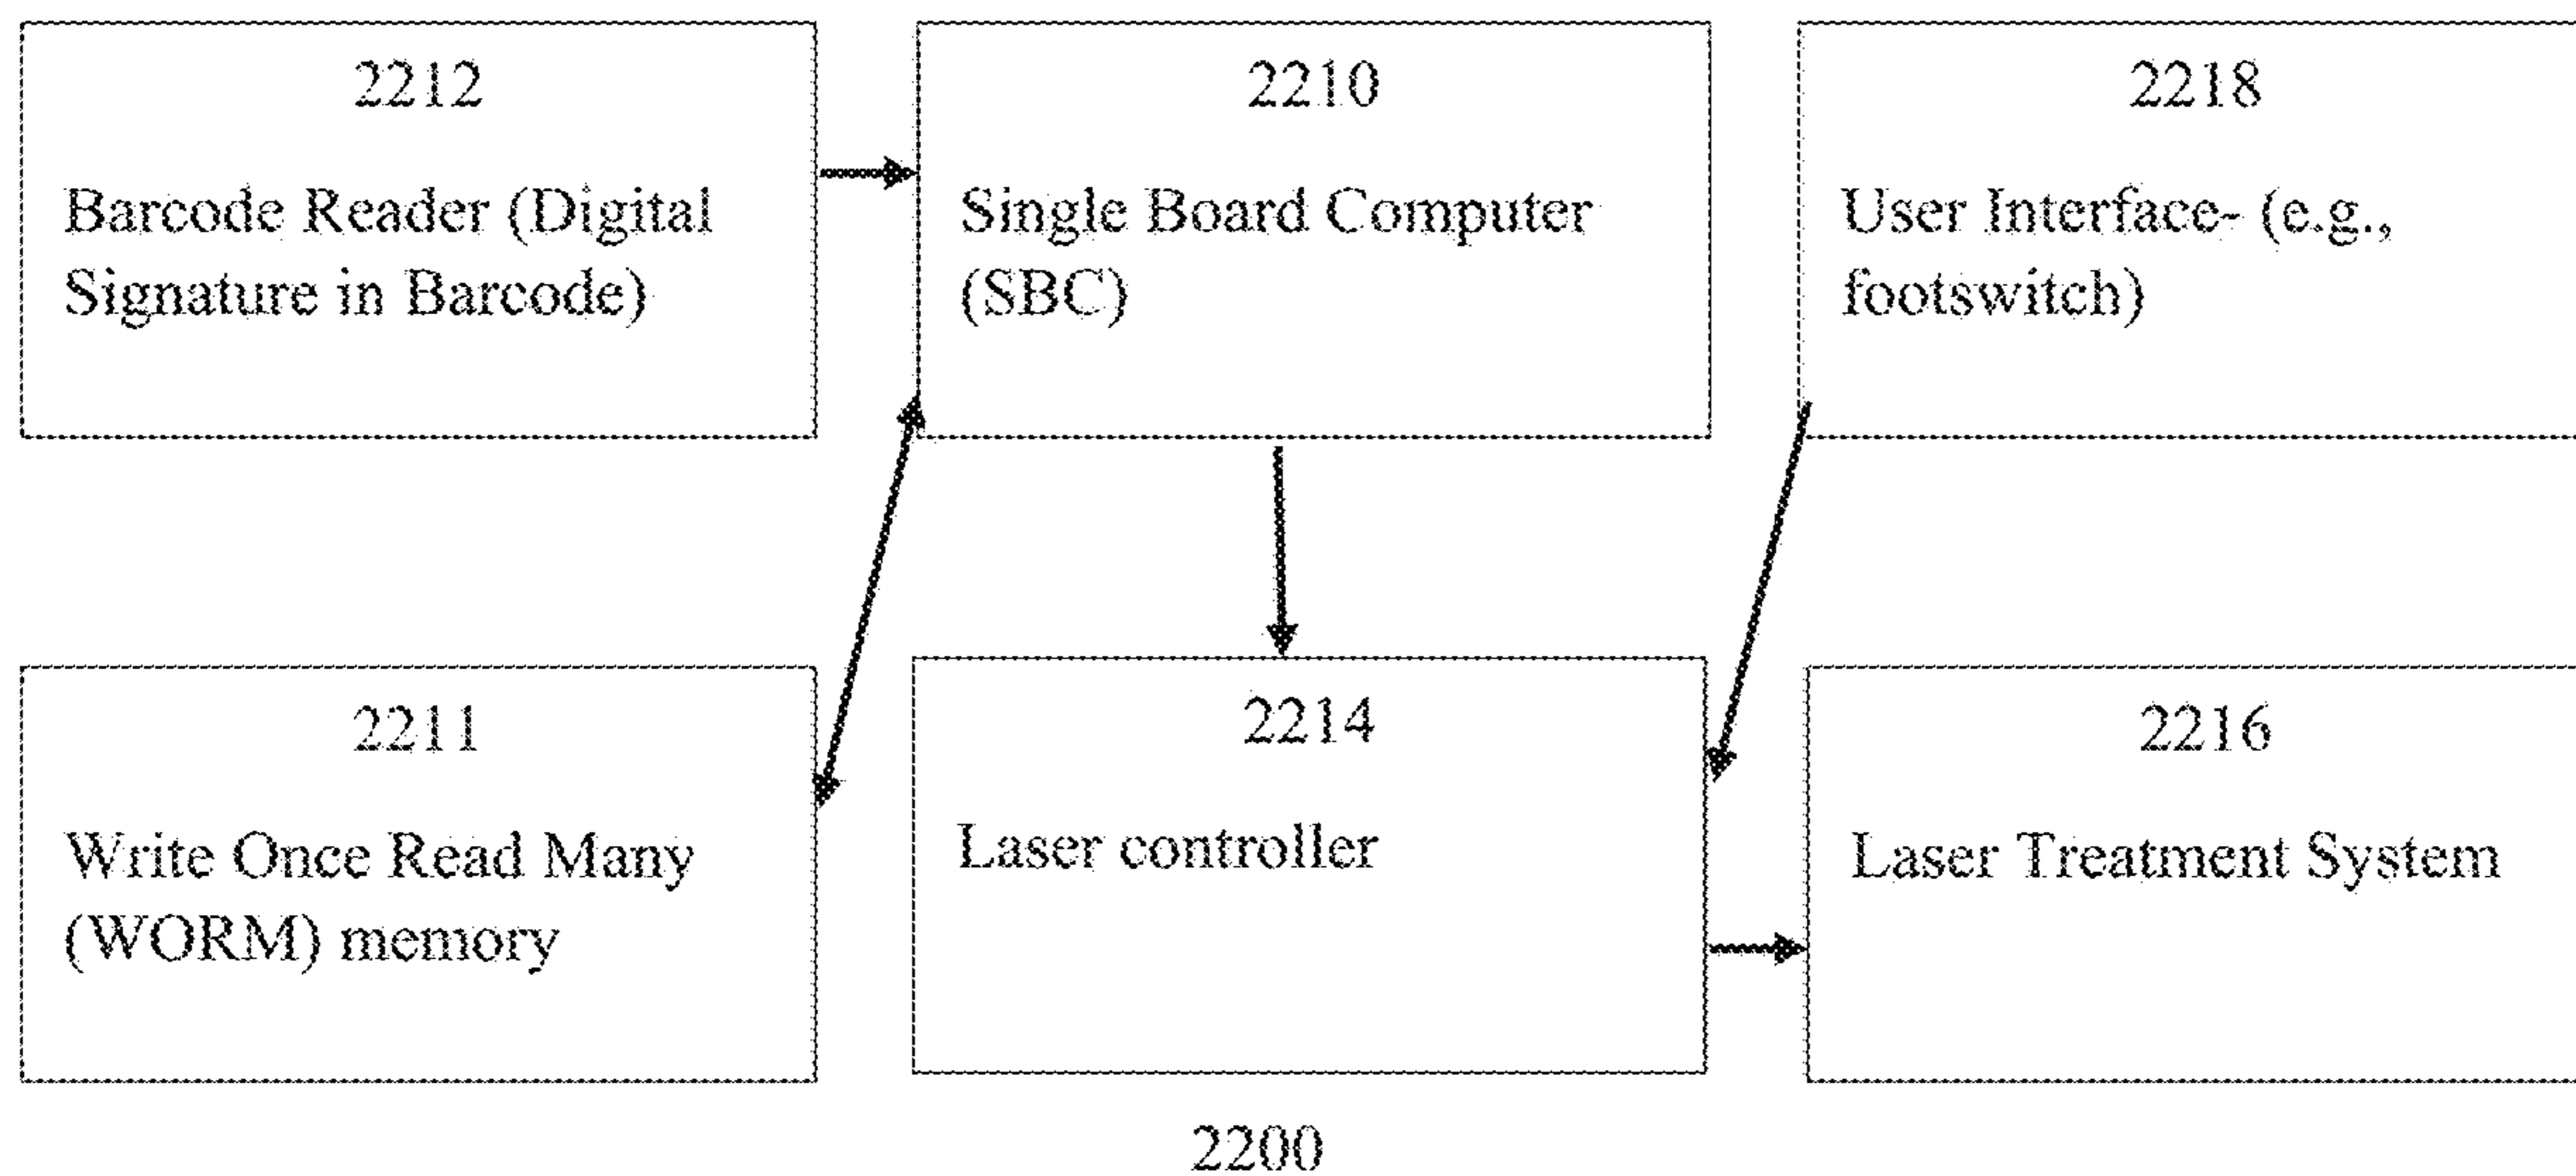 2212
Barcode Reader (Digital
Signature in Barcode)
2210
Single Board Computer
(SBC)
2218
User Interface- (e.g.,
footswitch)
2211
Write Once Read Many
(WORM) memory
2214
Laser controller
2216
Laser Treatment System
2200